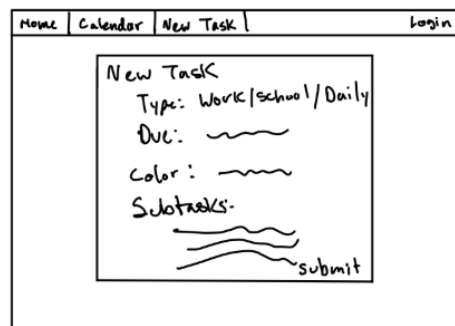 Home Calendar New Task Login
New Task
Type: Work/School/Daily
Due:
Color:
Subtasks:
submit